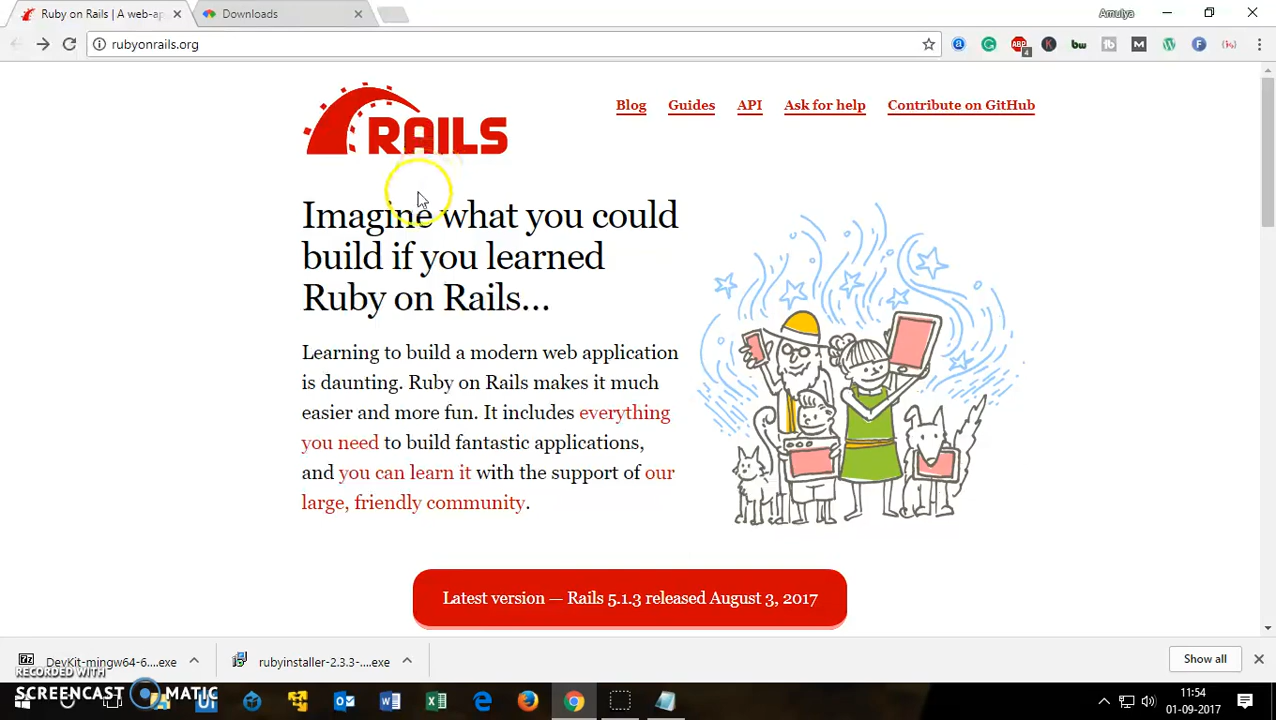 Ruby on Rails | A web-ap
Downloads
Amulya
rubyonrails.org
ABP
4
K
bw
M
F
RAILS
Blog
Guides
API
Ask for help
Contribute on GitHub
Imagine what you could
build if you learned
Ruby on Rails...
Learning to build a modern web application
is daunting. Ruby on Rails makes it much
easier and more fun. It includes everything
you need to build fantastic applications,
and you can learn it with the support of our
large, friendly community.
Latest version — Rails 5.1.3 released August 3, 2017
DevKit-mingw64-6....exe
rubyinstaller-2.3.3-....exe
Show all
RECORDED WITH
SCREENCAST MATIC
11:54
01-09-2017